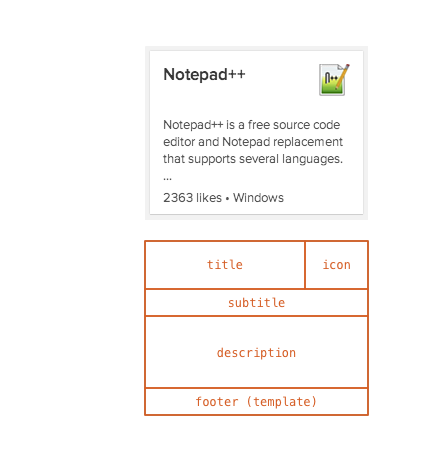 Notepad++
Notepad++ is a free source code
editor and Notepad replacement
that supports several languages.
...
2363 likes • Windows
title icon
subtitle
description
footer (template)